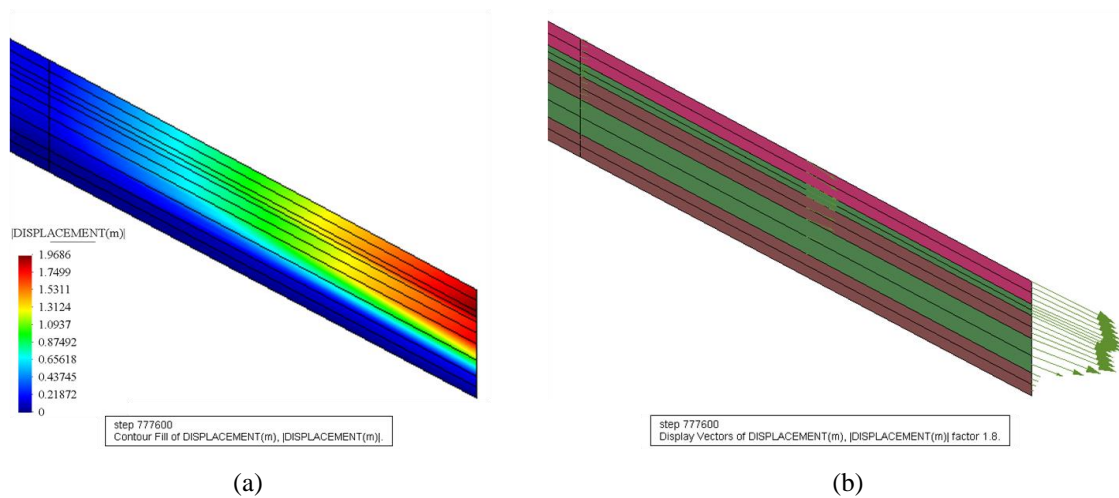 |DISPLACEMENT(m)|
1.9686
1.7499
1.5311
1.3124
1.0937
0.87492
0.65618
0.43745
0.21872
0
step 777600
Contour Fill of DISPLACEMENT(m), |DISPLACEMENT(m)|.
(a)
step 777600
Display Vectors of DISPLACEMENT(m), |DISPLACEMENT(m)| factor 1.8.
(b)